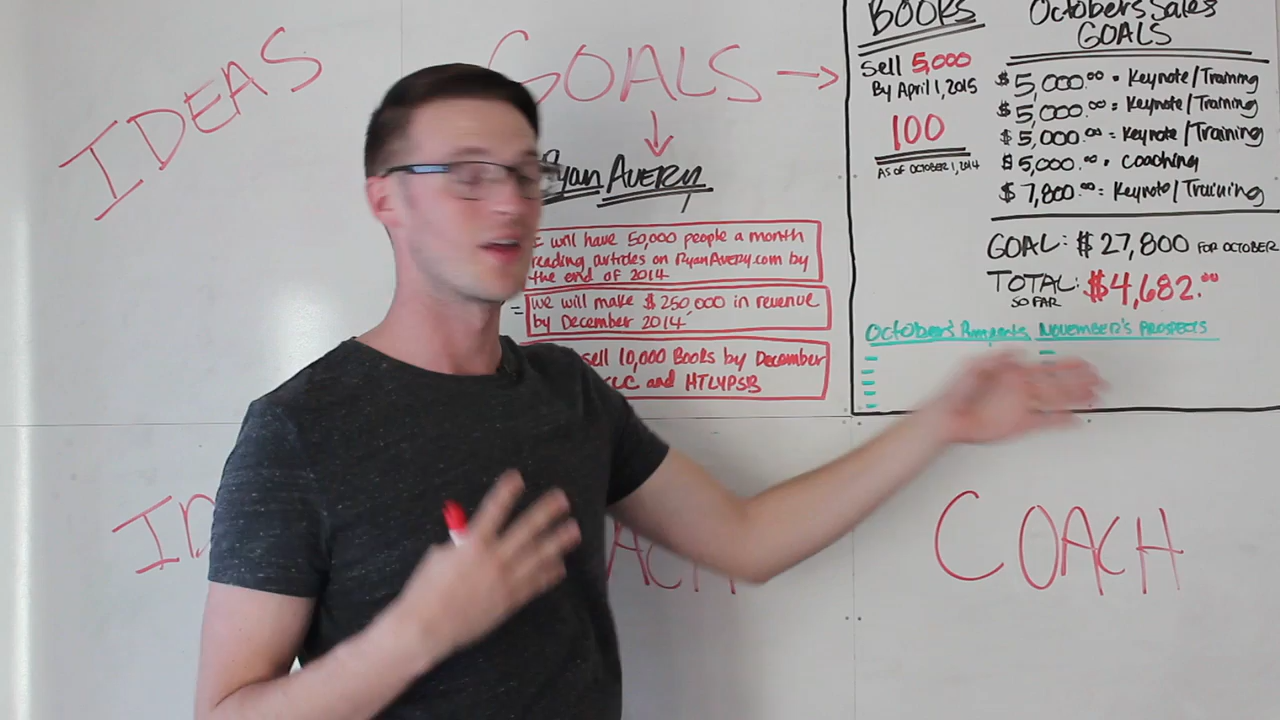 IDEAS
GOALS →
↓
Ryan Avery
I will have 50,000 people a month
reading articles on RyanAvery.com by
the end of 2014
= we will make $250,000 in revenue
by December 2014
sell 10,000 Books by December
and HTLYPSB
BOOKS
Sell 5,000
By April 1, 2015
100
AS OF OCTOBER 1, 2014
October's Sales
GOALS
$5,000.00 = Keynote/Training
$5,000.00 = Keynote/Training
$5,000.00 = Keynote/Training
$5,000.00 = Coaching
$7,800.00 = Keynote/Training
GOAL: $27,800 FOR OCTOBER
TOTAL: $4,682.00
SO FAR
October's NOVEMBER'S PROSPECTS
COACH